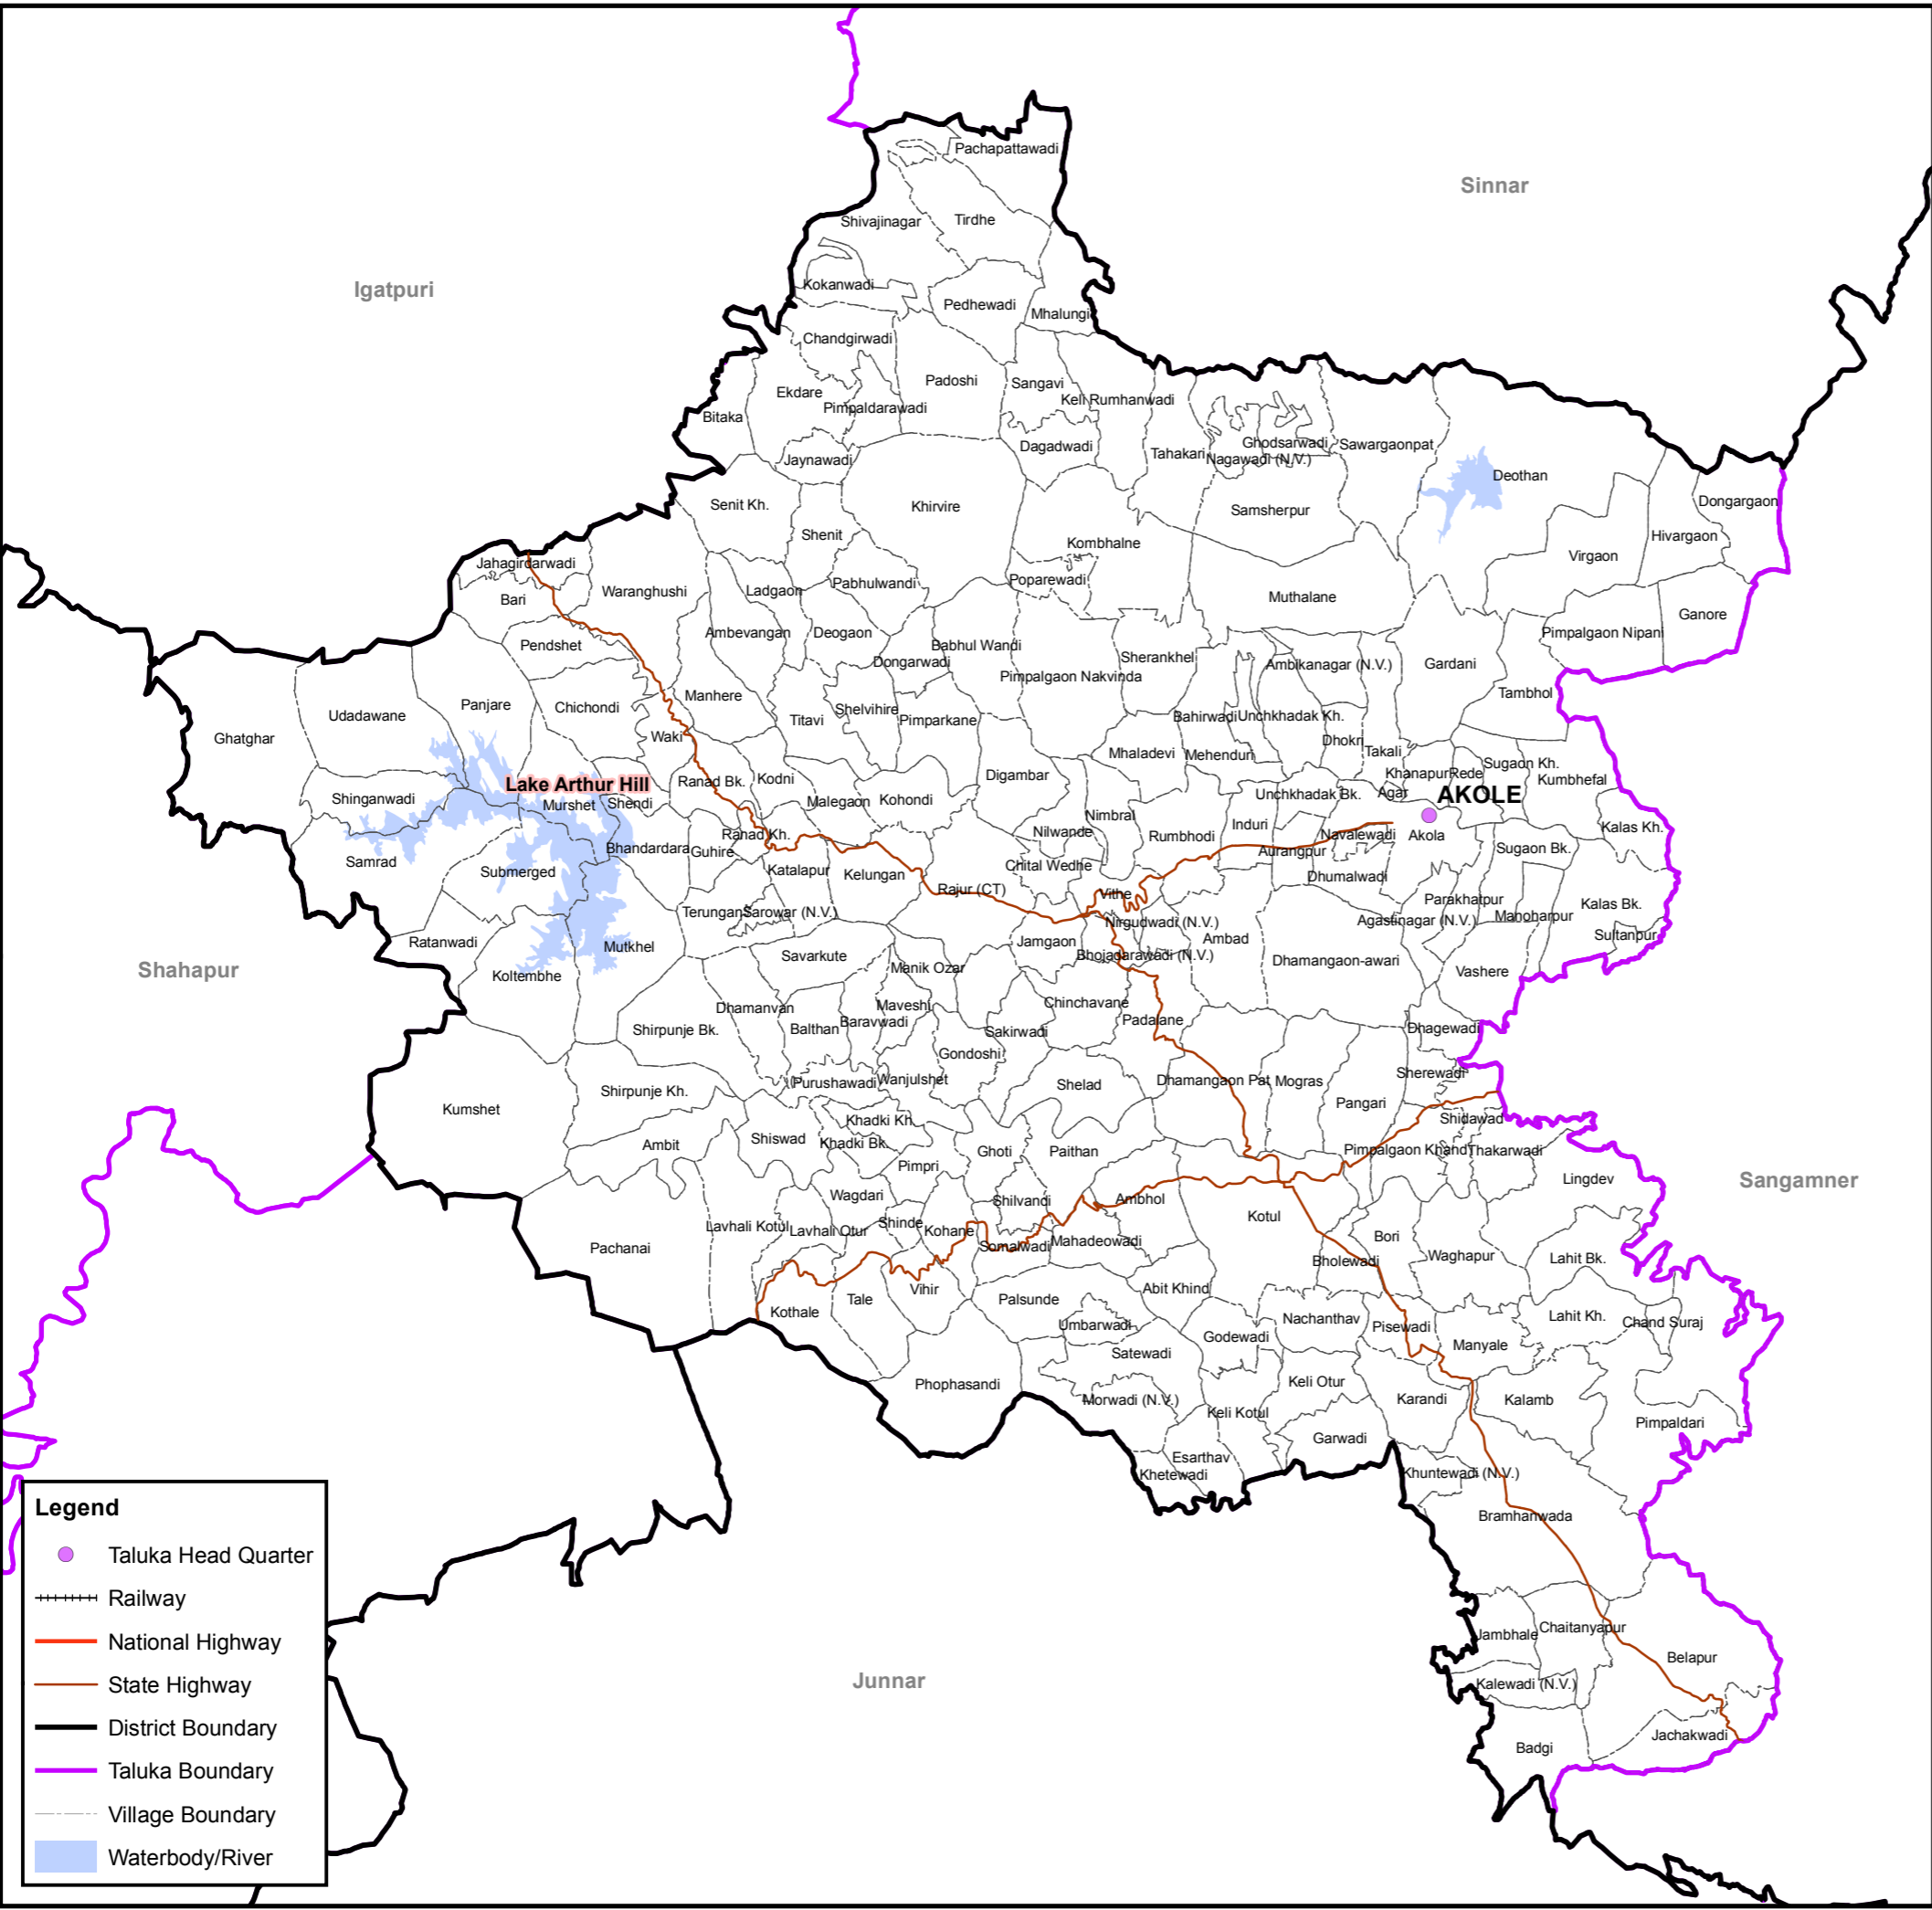 Pachapattawadi
Sinnar
Shivajinagar
Tirdhe
Igatpuri
Kokanwadi
Pedhewadi
Mhalungi
Chandgirwadi
Padoshi
Sangavi
Ekdare
Keli Rumhanwadi
Pimpaldarawadi
Bitaka
Dagadwadi
Ghodsarwadi
Sawargaonpat
Jaynawadi
Tahakari
Nagawadi (N.V.)
Deothan
Senit Kh.
Khirvire
Samsherpur
Dongargaon
Shenit
Hivargaon
Kombhalne
Virgaon
Jahagirdarwadi
Poparewadi
Pabhulwandi
Waranghushi
Ladgaon
Bari
Muthalane
Ganore
Ambevangan
Deogaon
Pimpalgaon Nipani
Pendshet
Babhul Wandi
Dongarwadi
Sherankhel
Ambikanagar (N.V.)
Gardani
Pimpalgaon Nakvinda
Manhere
Tambhol
Panjare
Chichondi
Udadawane
Titavi
Shelvihire
Pimparkane
Bahirwadi
Unchkhadak Kh.
Ghatghar
Waki
Dhokri
Takali
Mhaladevi
Mehenduri
Sugaon Kh.
Khanapur
Rede
Kumbhefal
Digambar
Ranad Bk.
Kodni
Lake Arthur Hill
Shinganwadi
Murshet
Shendi
Malegaon
Kohondi
Unchkhadak Bk.
Agar
AKOLE
Nimbral
Induri
Kalas Kh.
Ranad Kh.
Nilwande
Rumbhodi
Navalewadi
Akola
Bhandardara
Guhire
Aurangpur
Sugaon Bk.
Samrad
Submerged
Katalapur
Kelungan
Chital Wedhe
Dhumalwadi
Rajur (CT)
Vithe
Parakhatpur
Kalas Bk.
Terungan
Sarowar (N.V.)
Nirgudwadi (N.V.)
Agastinagar (N.V.)
Manoharpur
Ratanwadi
Mutkhel
Jamgaon
Ambad
Sultanpur
Savarkute
Bhojadarawadi (N.V.)
Dhamangaon-awari
Shahapur
Koltembhe
Manik Ozar
Vashere
Dhamanvan
Maveshi
Chinchavane
Shirpunje Bk.
Balthan
Baravwadi
Sakirwadi
Padalane
Dhagewadi
Gondoshi
Purushawadi
Wanjulshet
Shelad
Dhamangaon Pat
Mogras
Sherewadi
Shirpunje Kh.
Kumshet
Pangari
Khadki Kh.
Shidawad
Shiswad
Khadki Bk.
Ambit
Ghoti
Paithan
Pimpalgaon Khand
Thakarwadi
Pimpri
Lingdev
Sangamner
Wagdari
Shilvandi
Ambhol
Kotul
Lavhali Kotul
Lavhali Otur
Shinde
Kohane
Somalwadi
Mahadeowadi
Bori
Pachanai
Bholewadi
Waghapur
Lahit Bk.
Vihir
Abit Khind
Kothale
Tale
Palsunde
Umbarwadi
Nachanthav
Pisewadi
Lahit Kh.
Chand Suraj
Godewadi
Manyale
Satewadi
Phophasandi
Keli Otur
Morwadi (N.V.)
Karandi
Kalamb
Keli Kotul
Pimpaldari
Garwadi
Esarthav
Khetewadi
Khuntewadi (N.V.)
Bramhanwada
Chaitanyapur
Jambhale
Belapur
Junnar
Kalewadi (N.V.)
Badgi
Jachakwadi
Legend
Taluka Head Quarter
Railway
National Highway
State Highway
District Boundary
Taluka Boundary
Village Boundary
Waterbody/River